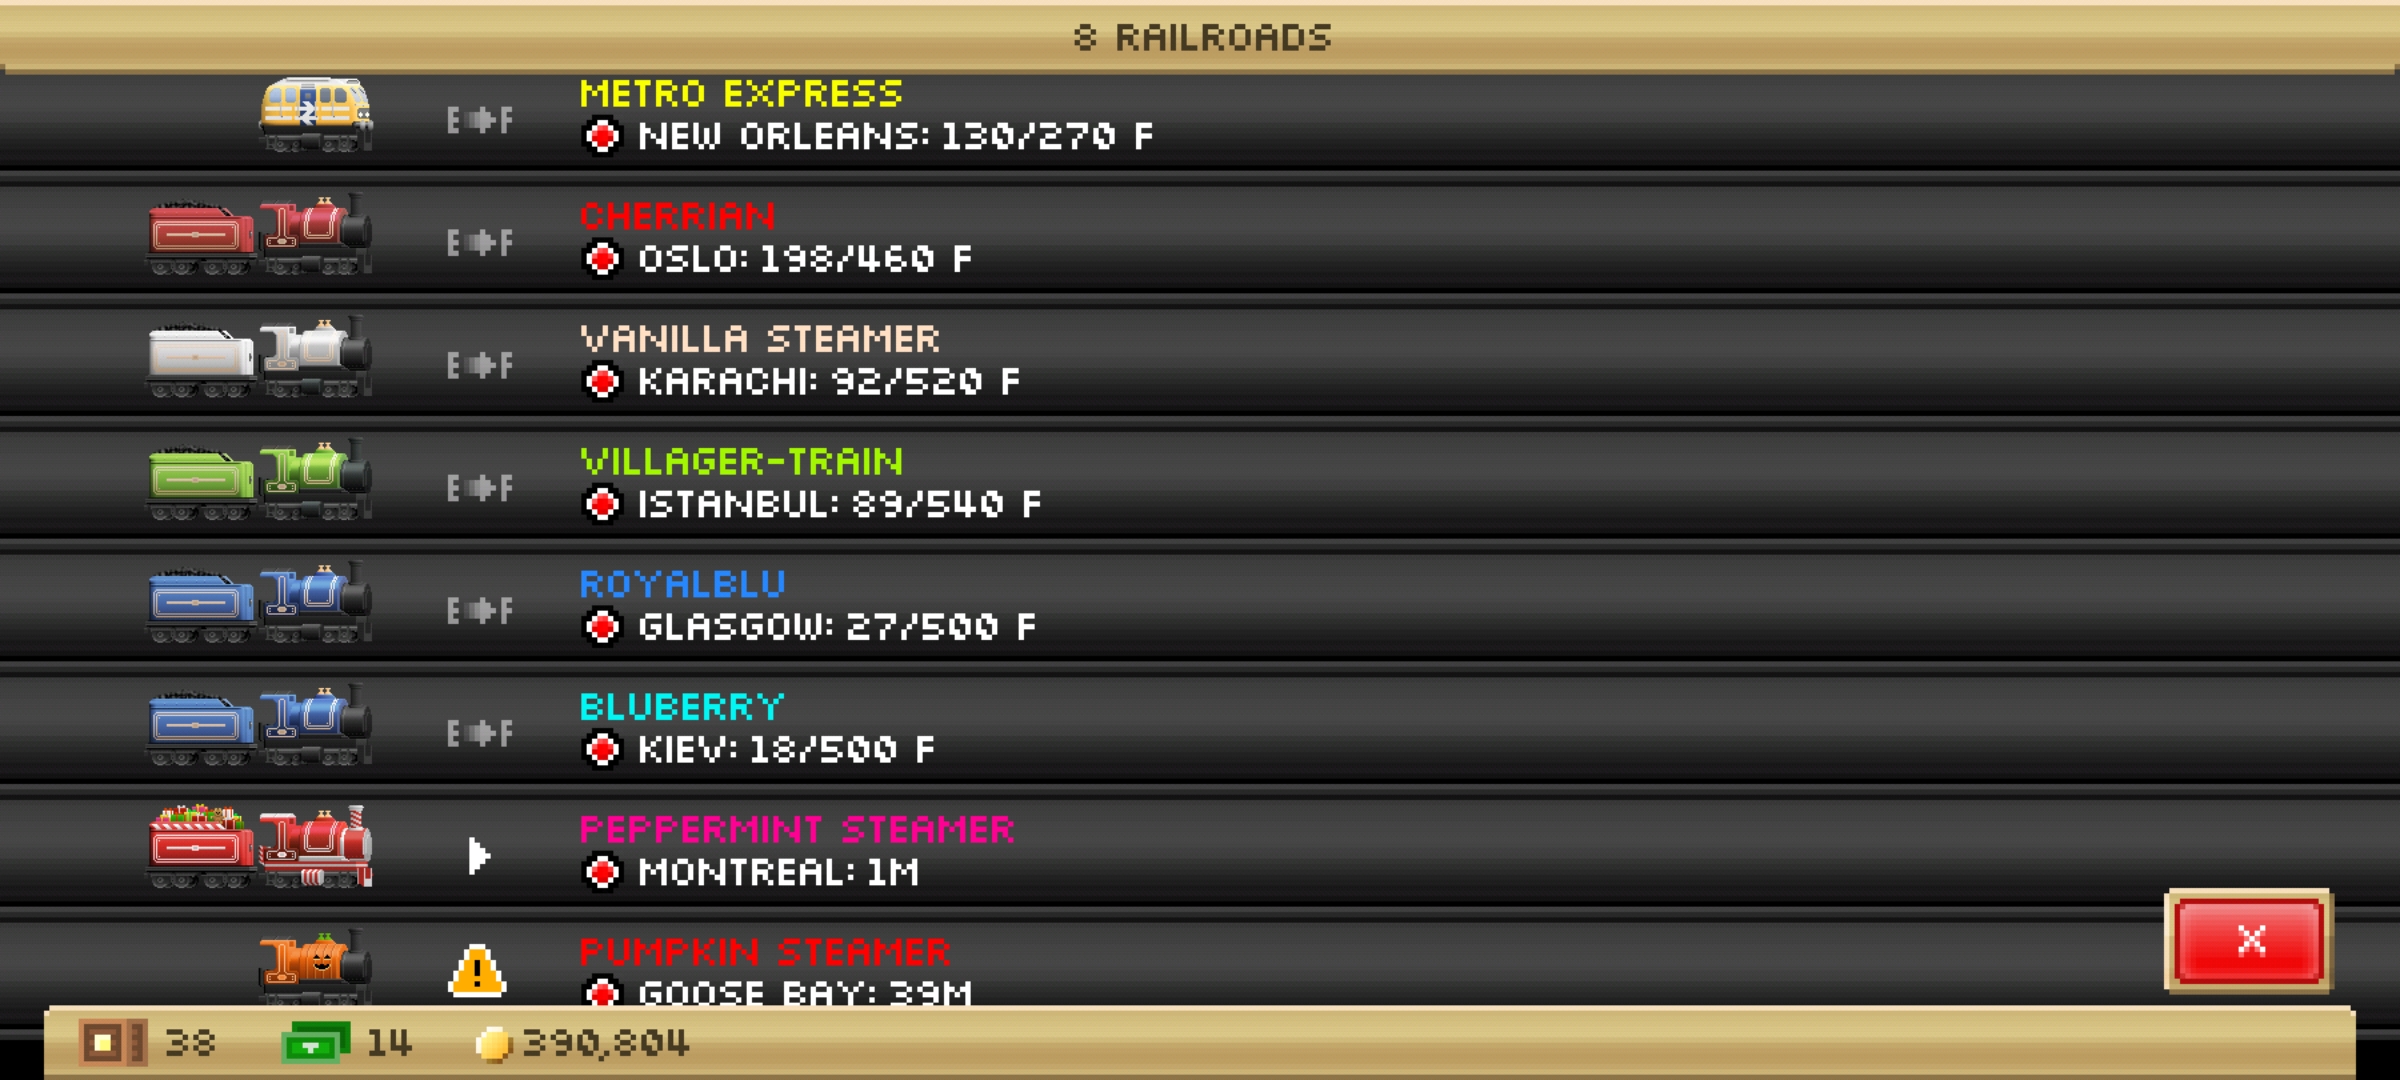 8 RAILROADS
METRO EXPRESS
E F
NEW ORLEANS: 130/270 F
CHERRIAN
E F
OSLO: 198/460 F
VANILLA STEAMER
E F
KARACHI: 92/520 F
VILLAGER-TRAIN
E F
ISTANBUL: 89/540 F
ROYALBLU
E F
GLASGOW: 27/500 F
BLUBERRY
E F
KIEV: 18/500 F
PEPPERMINT STEAMER
MONTREAL: 1M
PUMPKIN STEAMER
GOOSE BAY: 39M
X
38 14 390,804